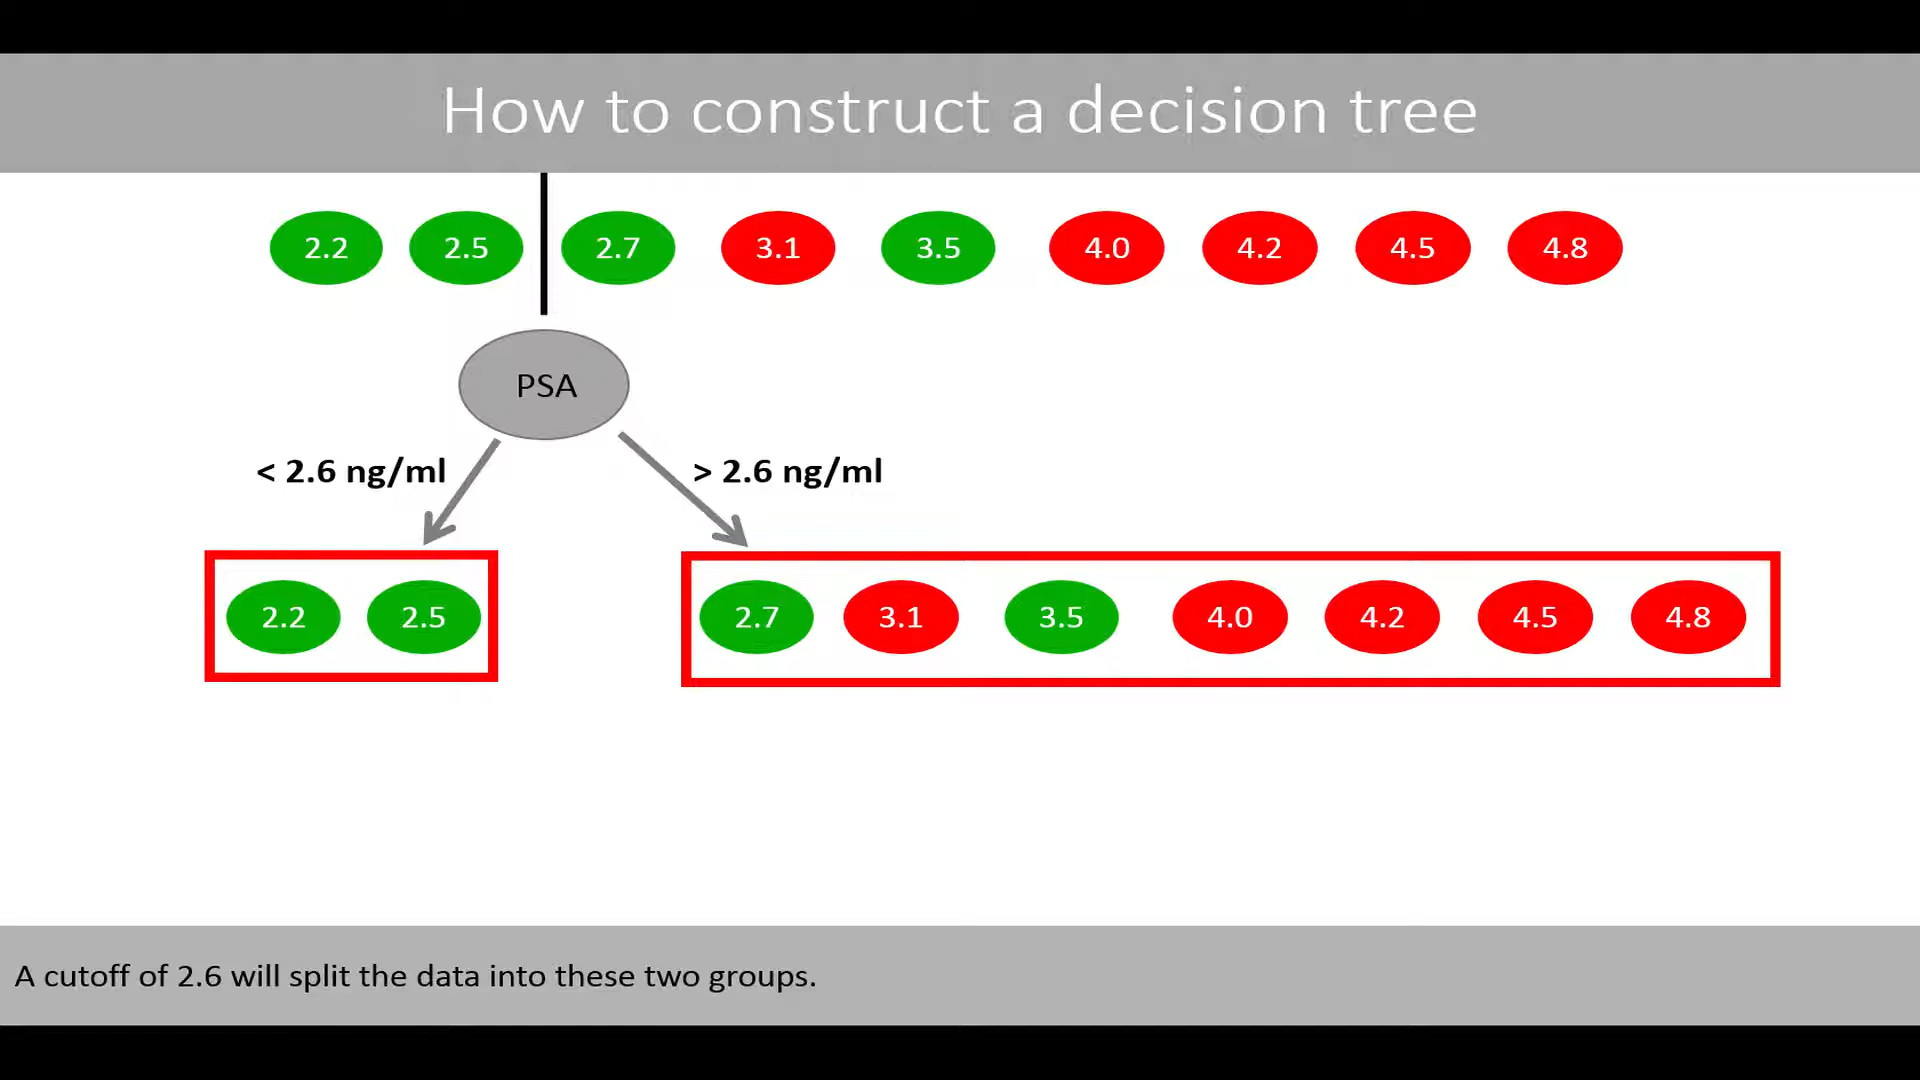 How to construct a decision tree
2.2 2.5 2.7 3.1 3.5 4.0 4.2 4.5 4.8
PSA
< 2.6 ng/ml > 2.6 ng/ml
2.2 2.5 2.7 3.1 3.5 4.0 4.2 4.5 4.8
A cutoff of 2.6 will split the data into these two groups.